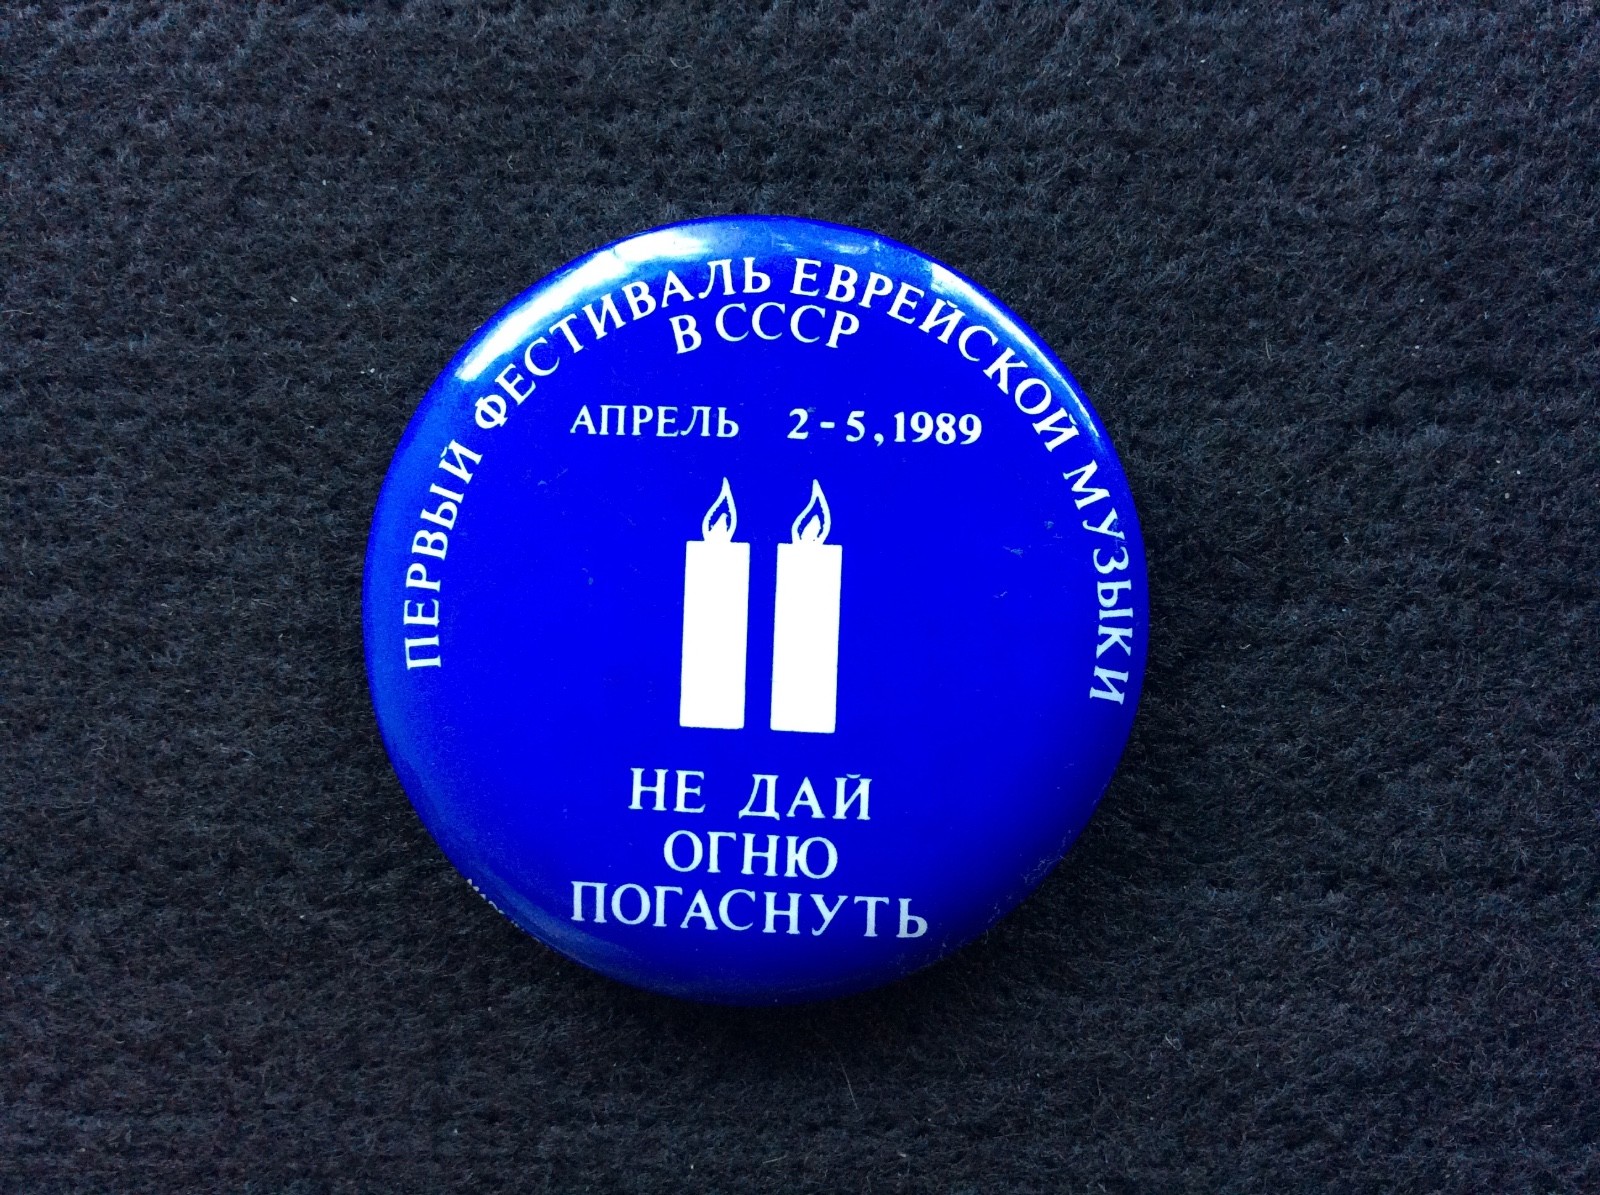 ПЕРВЫЙ ФЕСТИВАЛЬ ЕВРЕЙСКОЙ МУЗЫКИ
В СССР
АПРЕЛЬ 2-5, 1989
НЕ ДАЙ
ОГНЮ
ПОГАСНУТЬ